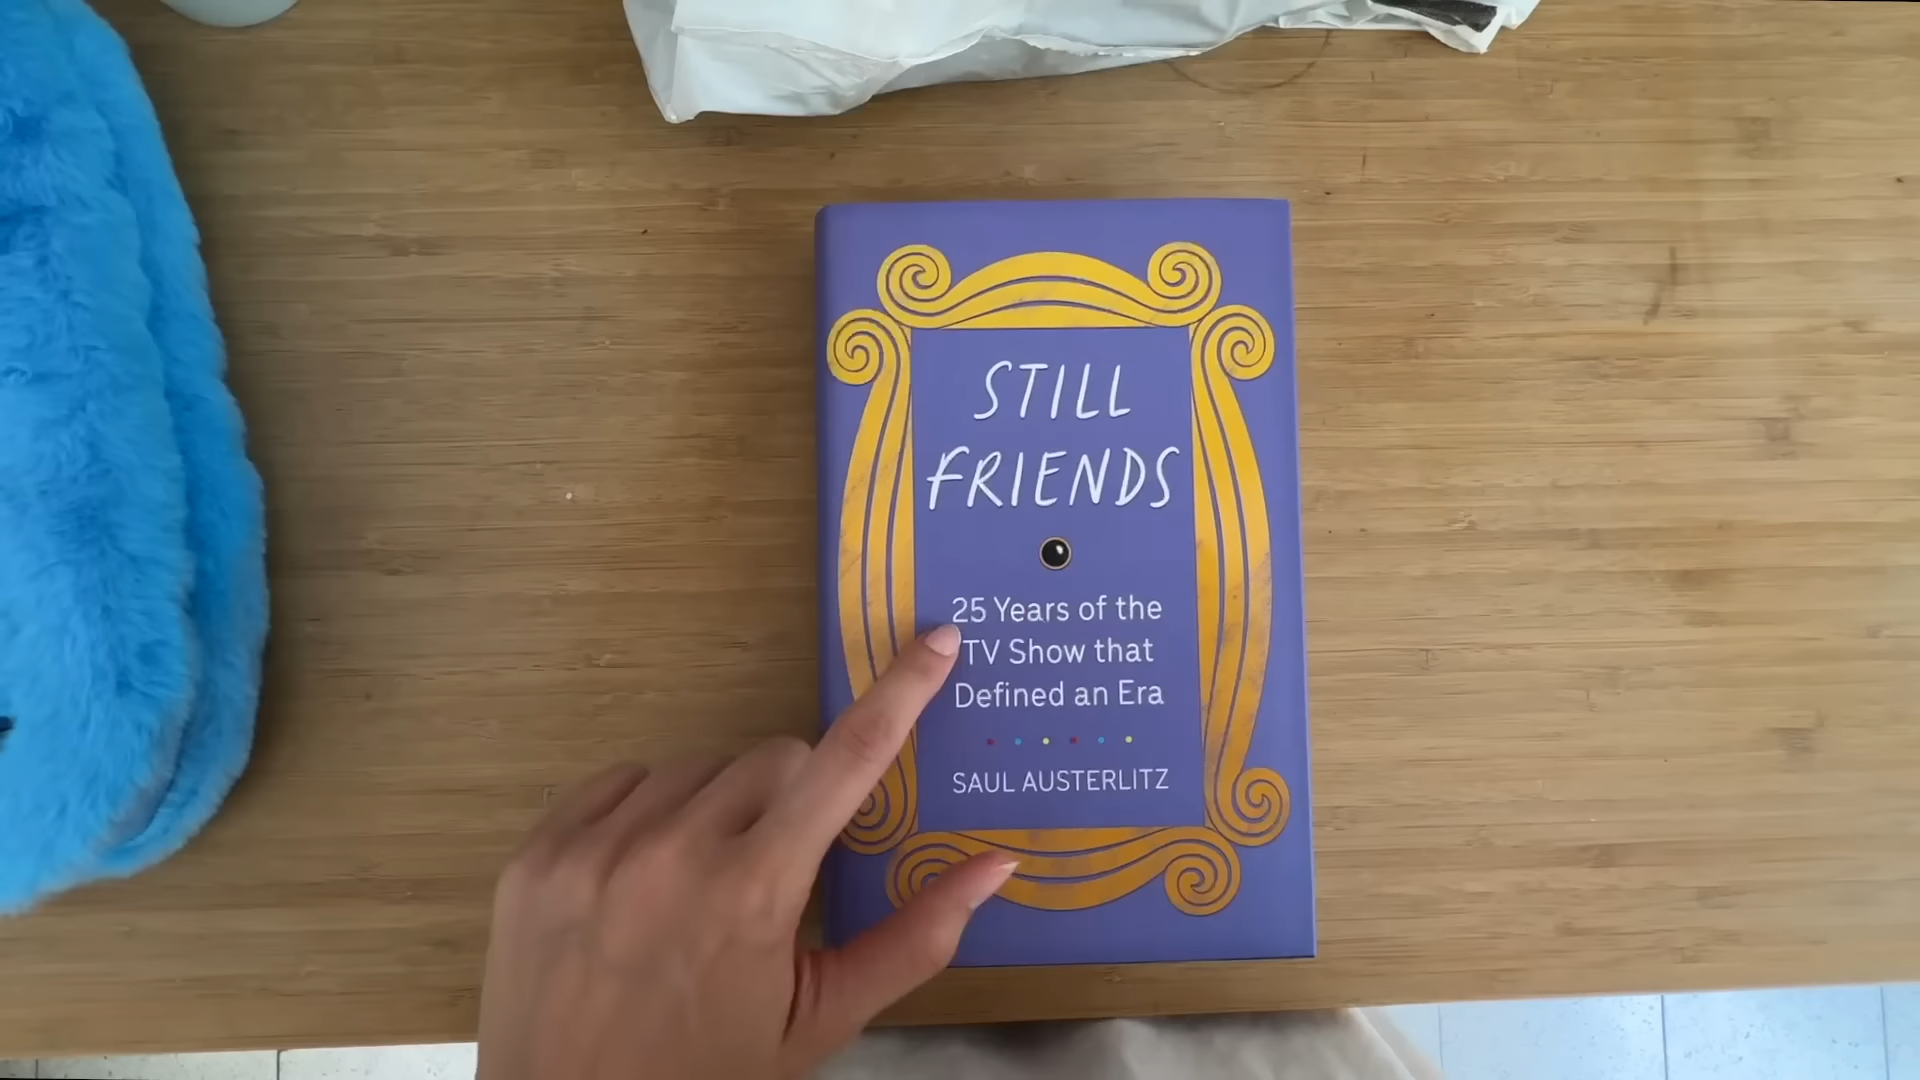 STILL
FRIENDS
25 Years of the
TV Show that
Defined an Era
SAUL AUSTERLITZ